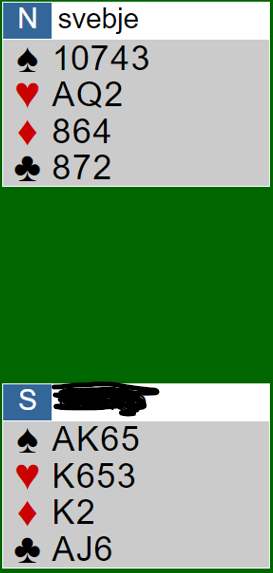 N svebje
♠ 10743
♥ AQ2
♦ 864
♣ 872
S
♠ AK65
♥ K653
♦ K2
♣ AJ6